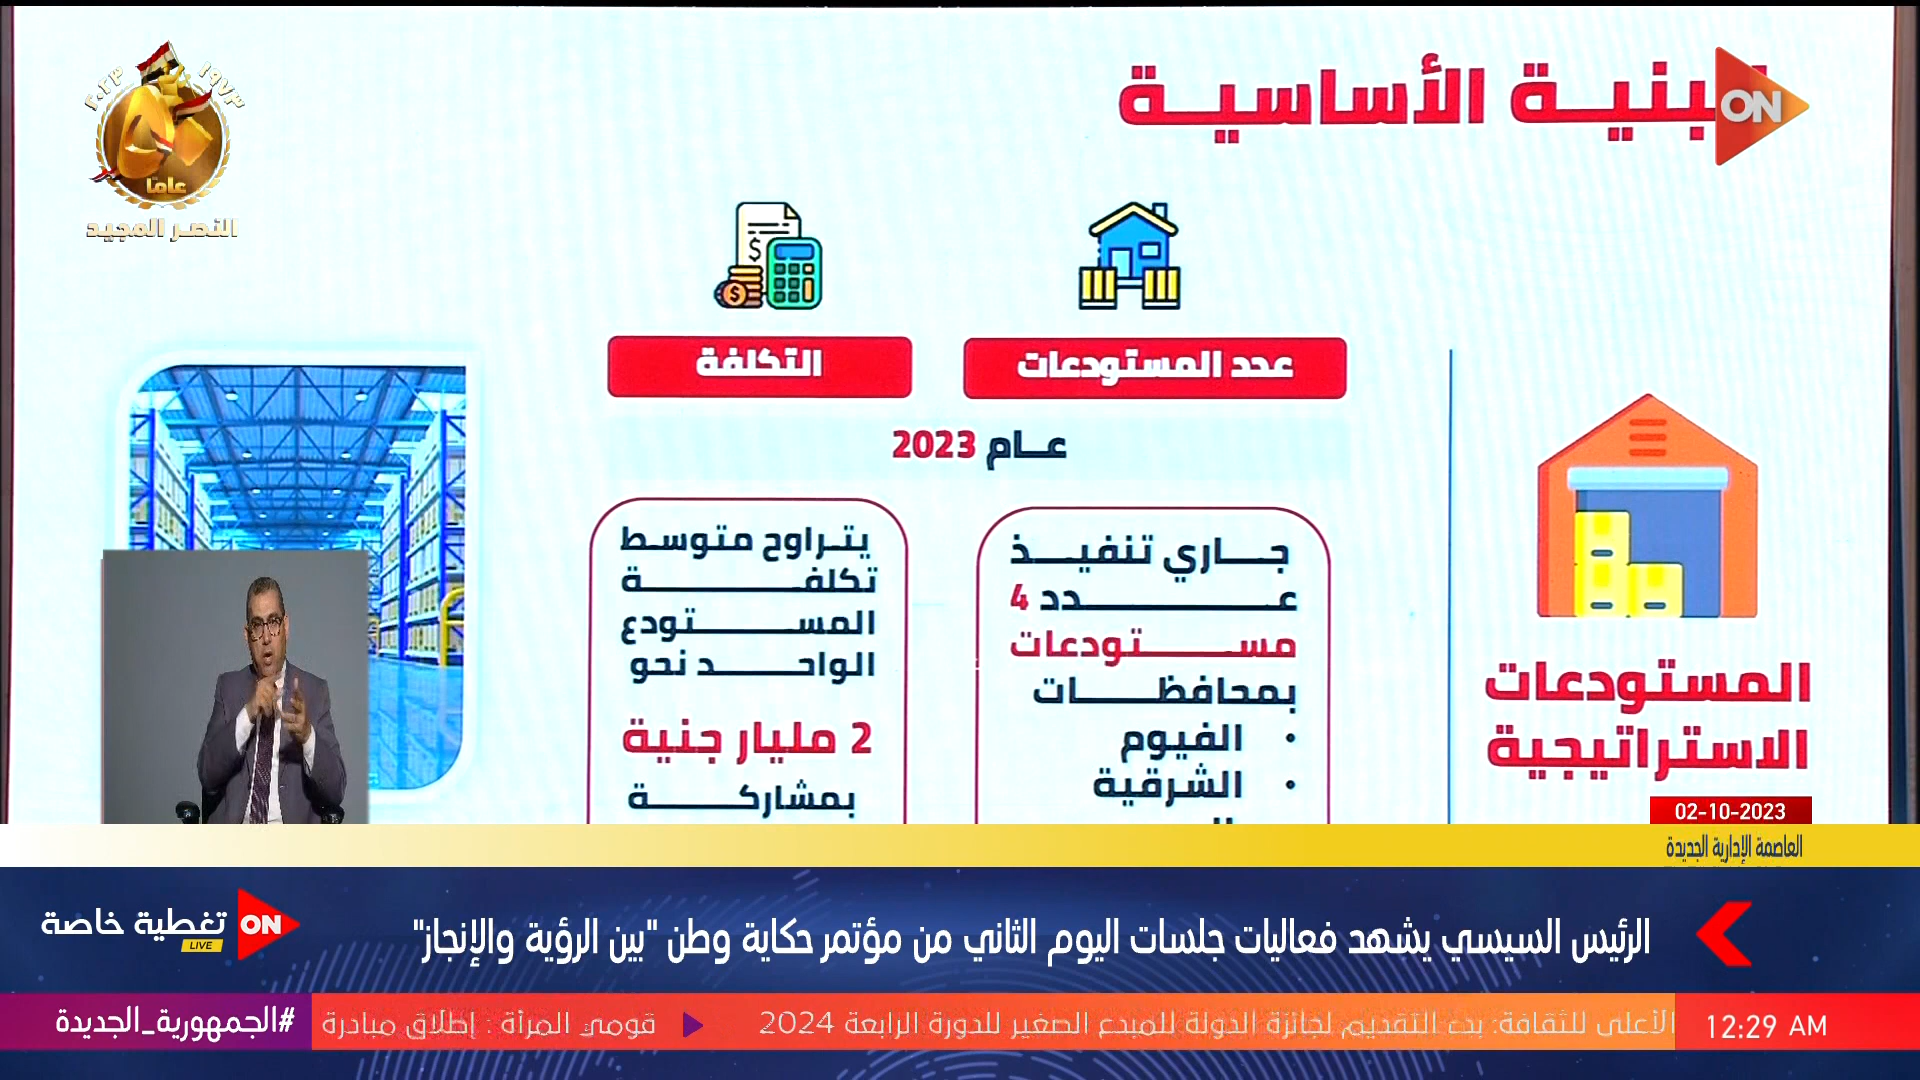 بنية الأساسية
ON
٢٠٢٣
١٩٧٣
عاما
النصر المجيد
عدد المستودعات
التكلفة
عام 2023
جاري تنفيذ
عدد 4
مستودعات
بمحافظات
• الفيوم
• الشرقية
يتراوح متوسط
تكلفة
المستودع
الواحد نحو
2 مليار جنية
بمشاركة
المستودعات
الاستراتيجية
02-10-2023
العاصمة الإدارية الجديدة
الرئيس السيسي يشهد فعاليات جلسات اليوم الثاني من مؤتمر حكاية وطن "بين الرؤية والإنجاز"
ON تغطية خاصة
LIVE
12:29 AM
الأعلى للثقافة: بدء التقديم لجائزة الدولة للمبدع الصغير للدورة الرابعة 2024
قومي المرأة : إطلاق مبادرة
#الجمهورية_الجديدة